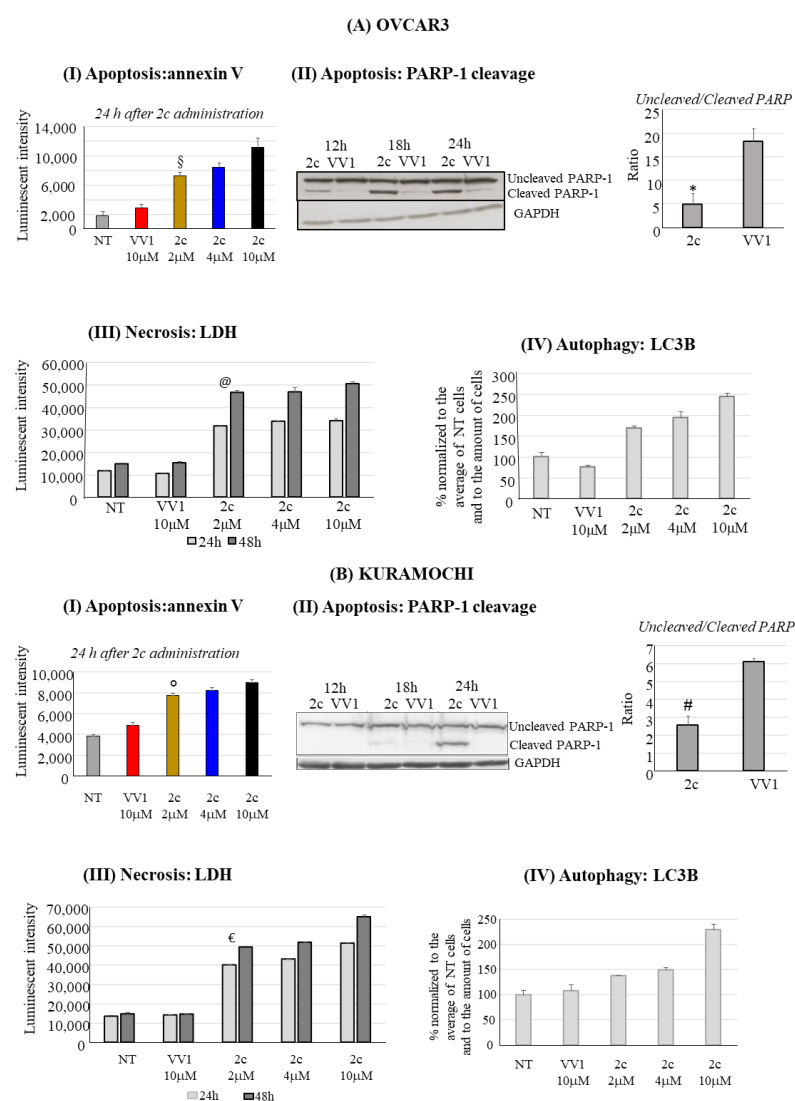 (A) OVCAR3
(I) Apoptosis:annexin V
(II) Apoptosis: PARP-1 cleavage
24 h after 2c administration
Luminescent intensity
14,000
10,000
6,000
2,000
0
§
NT
VV1
10µM
2c
2µM
2c
4µM
2c
10µM
12h 18h 24h
2c VV1 2c VV1 2c VV1
Uncleaved PARP-1
Cleaved PARP-1
GAPDH
Uncleaved/Cleaved PARP
Ratio
25
20
15
10
5
0
*
2c VV1
(III) Necrosis: LDH
Luminescent intensity
60,000
50,000
40,000
30,000
20,000
10,000
0
@
NT
VV1
10µM
2c
2µM
2c
4µM
2c
10µM
24h 48h
(IV) Autophagy: LC3B
% normalized to the
average of NT cells
and to the amount of cells
300
250
200
150
100
50
0
NT
VV1
10µM
2c
2µM
2c
4µM
2c
10µM
(B) KURAMOCHI
(I) Apoptosis:annexin V
(II) Apoptosis: PARP-1 cleavage
24 h after 2c administration
Luminescent intensity
10,000
8,000
6,000
4,000
2,000
0
°
NT
VV1
10µM
2c
2µM
2c
4µM
2c
10µM
12h 18h 24h
2c VV1 2c VV1 2c VV1
Uncleaved PARP-1
Cleaved PARP-1
GAPDH
Uncleaved/Cleaved PARP
Ratio
7
6
5
4
3
2
1
0
#
2c VV1
(III) Necrosis: LDH
Luminescent intensity
70,000
60,000
50,000
40,000
30,000
20,000
10,000
0
€
NT
VV1
10µM
2c
2µM
2c
4µM
2c
10µM
24h 48h
(IV) Autophagy: LC3B
% normalized to the
average of NT cells
and to the amount of cells
250
200
150
100
50
0
NT
VV1
10µM
2c
2µM
2c
4µM
2c
10µM